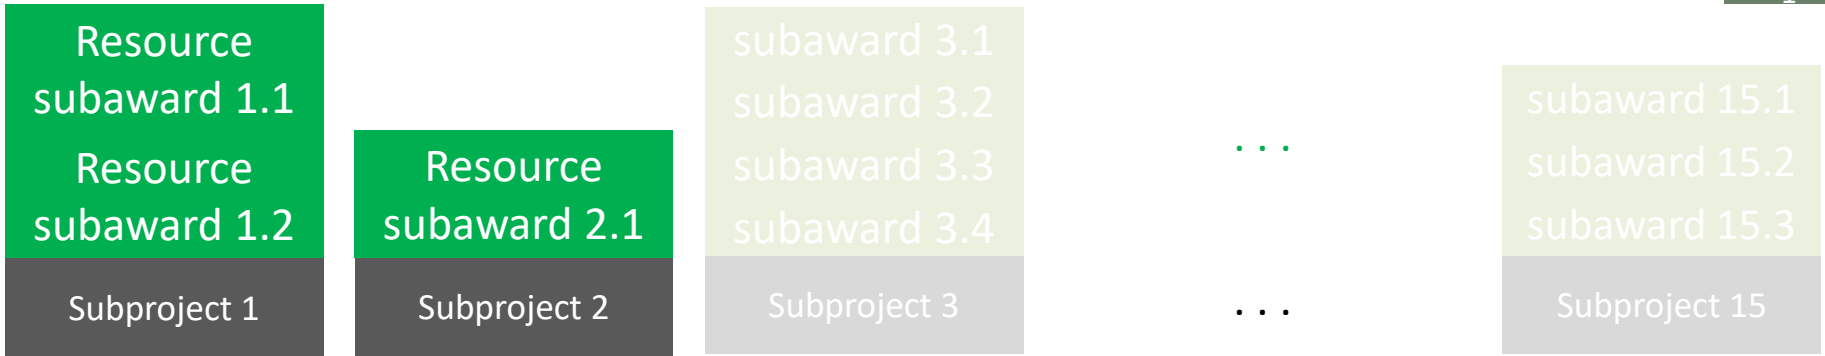 Resource
subaward 1.1
Resource
subaward 1.2
Subproject 1
Resource
subaward 2.1
Subproject 2
subaward 3.1
subaward 3.2
subaward 3.3
subaward 3.4
Subproject 3
. . .
. . .
subaward 15.1
subaward 15.2
subaward 15.3
Subproject 15